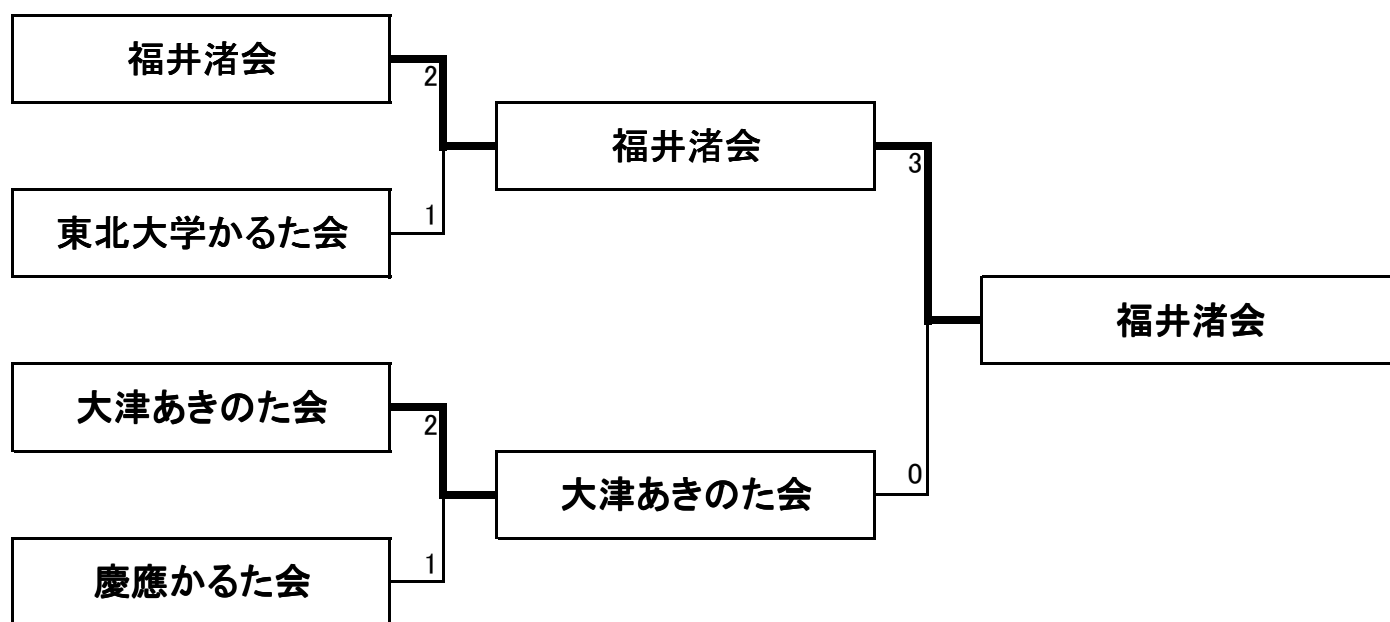 福井渚会
2
福井渚会
3
東北大学かるた会
1
福井渚会
大津あきのた会
2
大津あきのた会
0
慶應かるた会
1